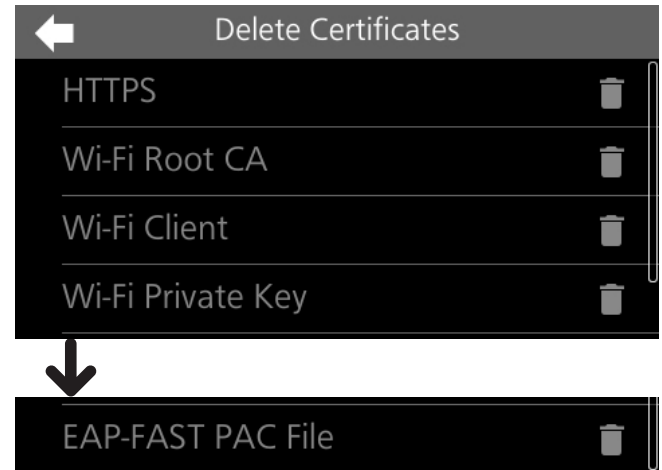 Delete Certificates
HTTPS
Wi-Fi Root CA
Wi-Fi Client
Wi-Fi Private Key
EAP-FAST PAC File